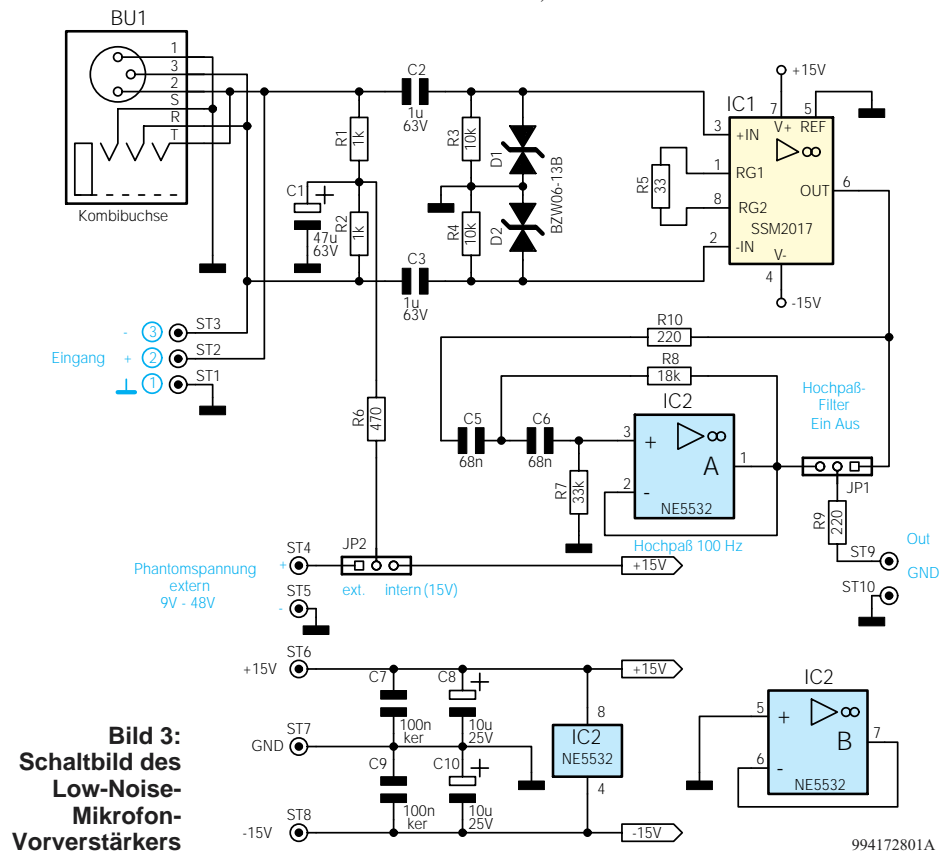 BU1
1
3
2
S
R
T
Kombibuchse
C2
1u
63V
R1
1k
R3
10k
D1
BZW06-13B
C1
+
47u
63V
R2
1k
R4
10k
D2
C3
1u
63V
+15V
IC1
7
5
V+
REF
3
+IN
1
RG1
R5
33
OUT
6
8
RG2
SSM2017
2
-IN
V-
4
-15V
- 3 ST3
Eingang + 2 ST2
1 ST1
R10
220
R8
18k
R6
470
C5
68n
C6
68n
R7
33k
IC2
3
+
A
1
2
-
NE5532
Hochpaß 100 Hz
Hochpaß-
Filter
Ein Aus
JP1
R9
220
ST9
Out
GND
ST10
Phantomspannung
extern
9V - 48V
ST4
+
JP2
ext.
intern (15V)
+15V
ST5
-
ST6
+15V
+15V
C7
100n
ker
C8
+
10u
25V
8
IC2
NE5532
4
ST7
GND
C9
100n
ker
C10
+
10u
25V
ST8
-15V
-15V
IC2
5
+
B
7
6
-
NE5532
Bild 3:
Schaltbild des
Low-Noise-
Mikrofon-
Vorverstärkers
994172801A